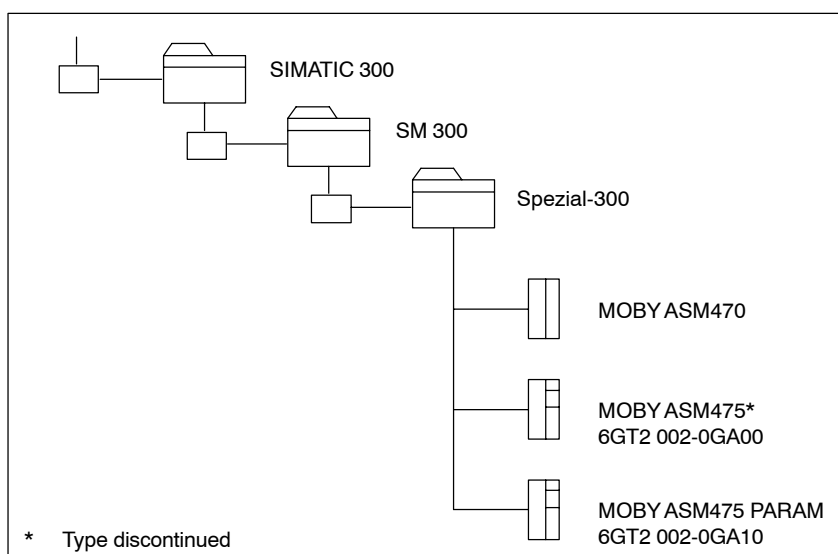 SIMATIC 300
SM 300
Spezial-300
MOBY ASM470
MOBY ASM475*
6GT2 002-0GA00
MOBY ASM475 PARAM
6GT2 002-0GA10
* Type discontinued